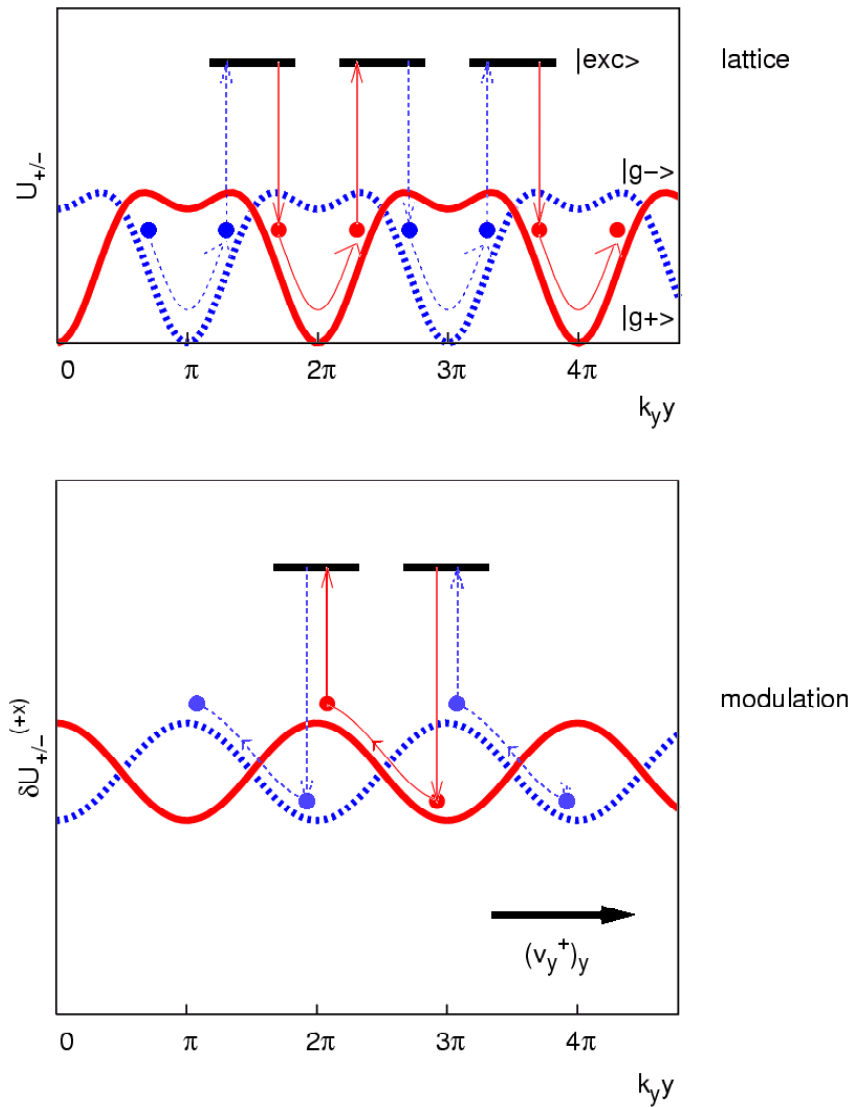 |exc>
lattice
U+/-
|g->
|g+>
0 π 2π 3π 4π
kyy
δU+/-(+x)
modulation
(vy+)y
0 π 2π 3π 4π
kyy